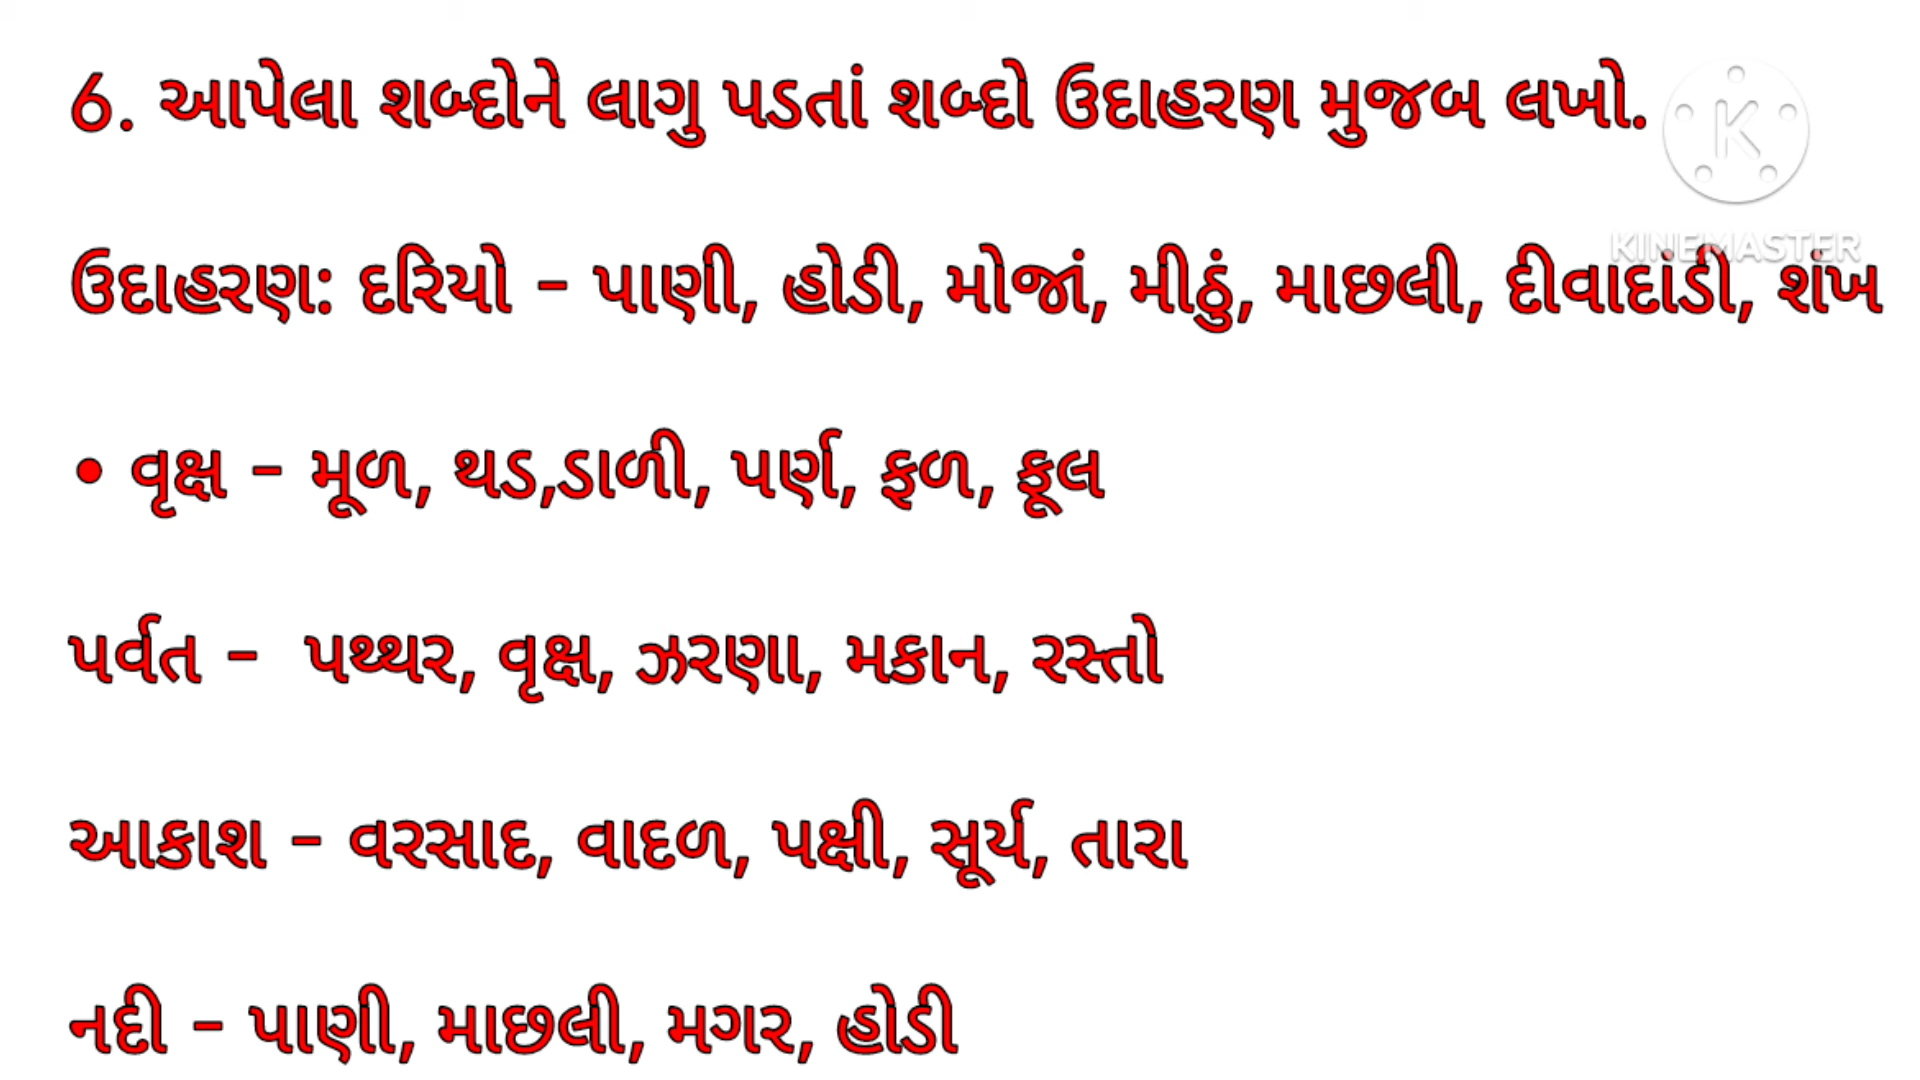 6. આપેલા શબ્દોને લાગુ પડતાં શબ્દો ઉદાહરણ મુજબ લખો.
K
KINEMASTER
ઉદાહરણ: દરિયો - પાણી, હોડી, મોજાં, મીઠું, માછલી, દીવાદાંડી, શંખ
• વૃક્ષ - મૂળ, થડ,ડાળી, પર્ણ, ફળ, ફૂલ
પર્વત - પથ્થર, વૃક્ષ, ઝરણા, મકાન, રસ્તો
આકાશ - વરસાદ, વાદળ, પક્ષી, સૂર્ય, તારા
નદી - પાણી, માછલી, મગર, હોડી